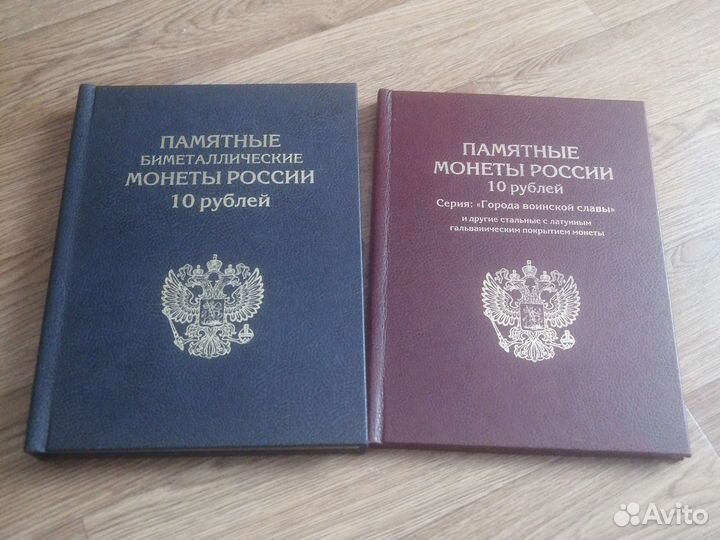 ПАМЯТНЫЕ
БИМЕТАЛЛИЧЕСКИЕ
МОНЕТЫ РОССИИ
10 рублей
ПАМЯТНЫЕ
МОНЕТЫ РОССИИ
10 рублей
Серия: «Города воинской славы»
и другие стальные с латунным
гальваническим покрытием монеты
Avito